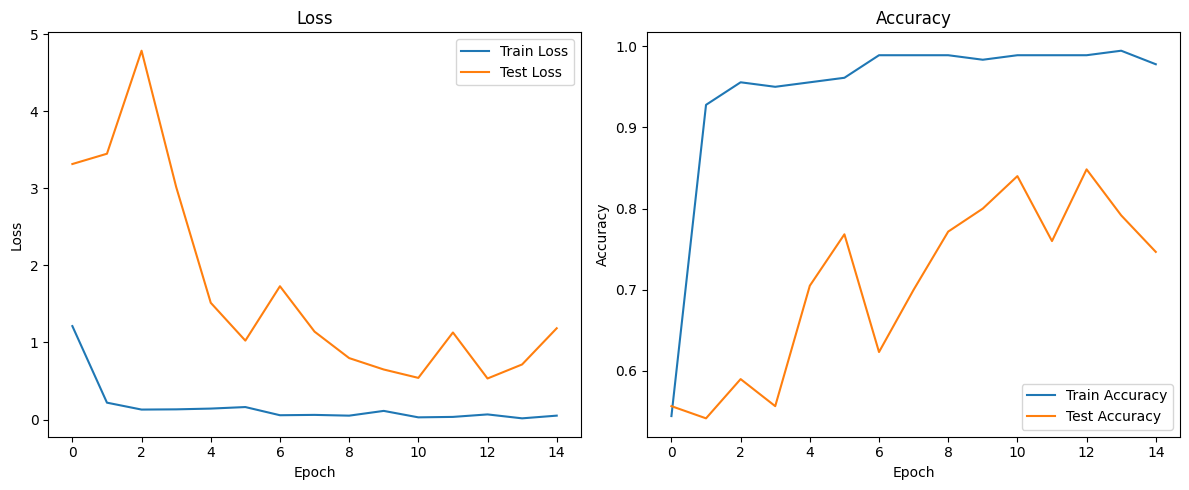 Loss
Train Loss
Test Loss
5
4
3
2
1
0
Loss
0 2 4 6 8 10 12 14
Epoch
Accuracy
1.0
0.9
0.8
0.7
0.6
Accuracy
Train Accuracy
Test Accuracy
0 2 4 6 8 10 12 14
Epoch